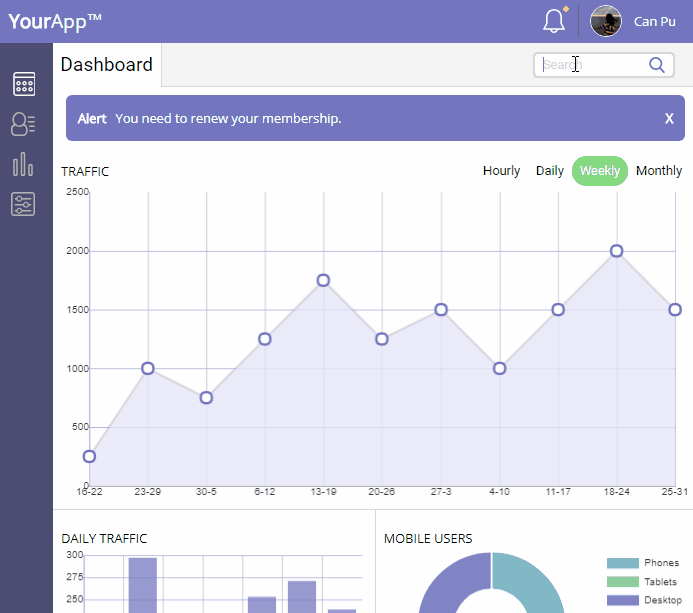 YourApp™
Can Pu
Dashboard
Search
Alert You need to renew your membership.
X
TRAFFIC
Hourly Daily Weekly Monthly
2500
2000
1500
1000
500
0
16-22 23-29 30-5 6-12 13-19 20-26 27-3 4-10 11-17 18-24 25-31
DAILY TRAFFIC
300
275
250
MOBILE USERS
Phones
Tablets
Desktop